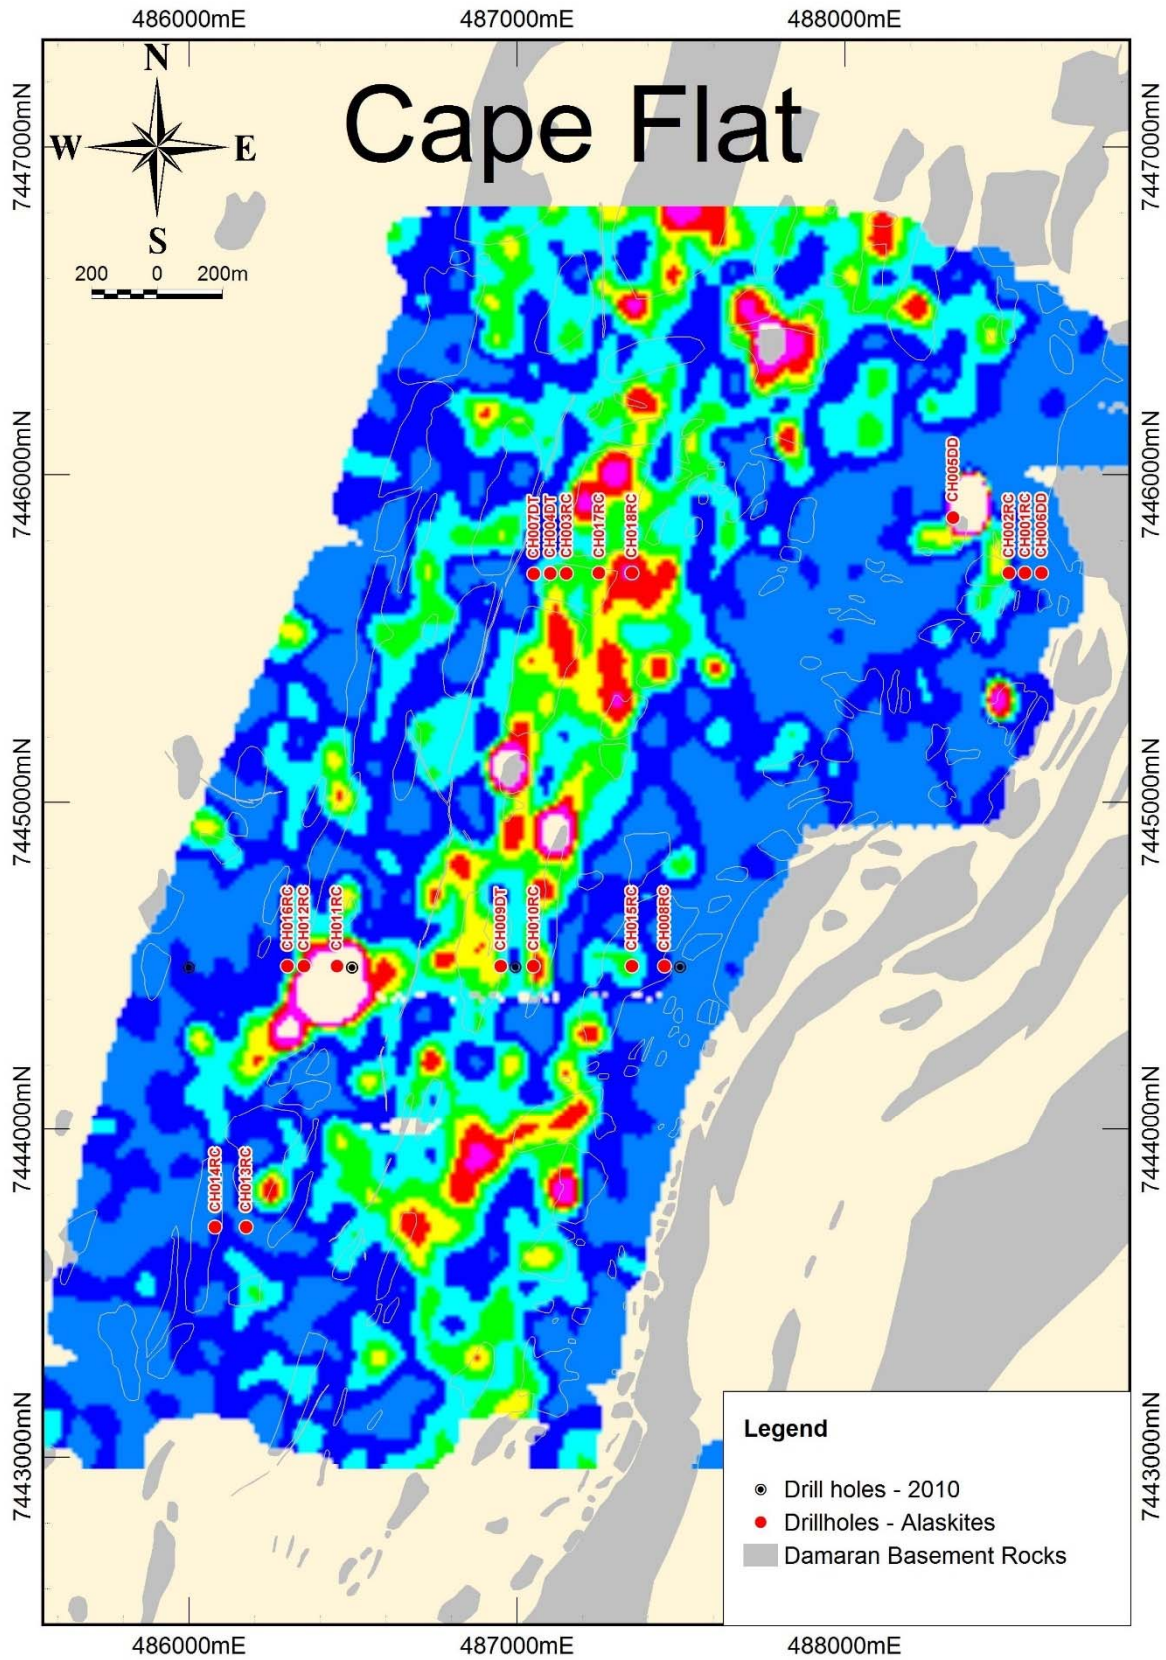 486000mE 487000mE 488000mE
N
Cape Flat
W E
S
200 0 200m
7447000mN 7447000mN
CH005DD
7446000mN 7446000mN
CH007DT CH004DT CH003RC CH017RC CH018RC CH002RC CH001RC CH006DD
7445000mN 7445000mN
CH016RC CH012RC CH011RC CH009DT CH010RC CH015RC CH008RC
7444000mN 7444000mN
CH014RC CH013RC
7443000mN 7443000mN
Legend
Drill holes - 2010
Drillholes - Alaskites
Damaran Basement Rocks
486000mE 487000mE 488000mE